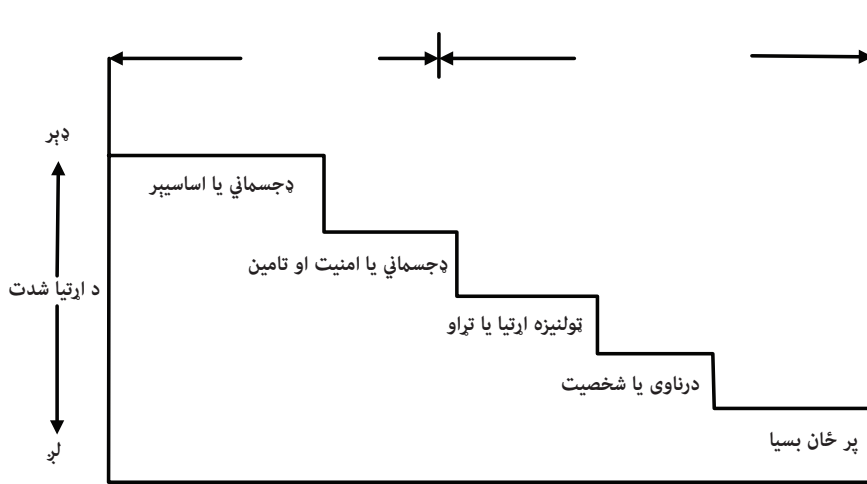 ډېر
ډجسماني يا اساسيېر
ډجسماني يا امنيت او تامين
د اړتيا شدت
ټولنيزه اړتيا يا تړاو
درناوی يا شخصيت
پر ځان بسيا
لږ